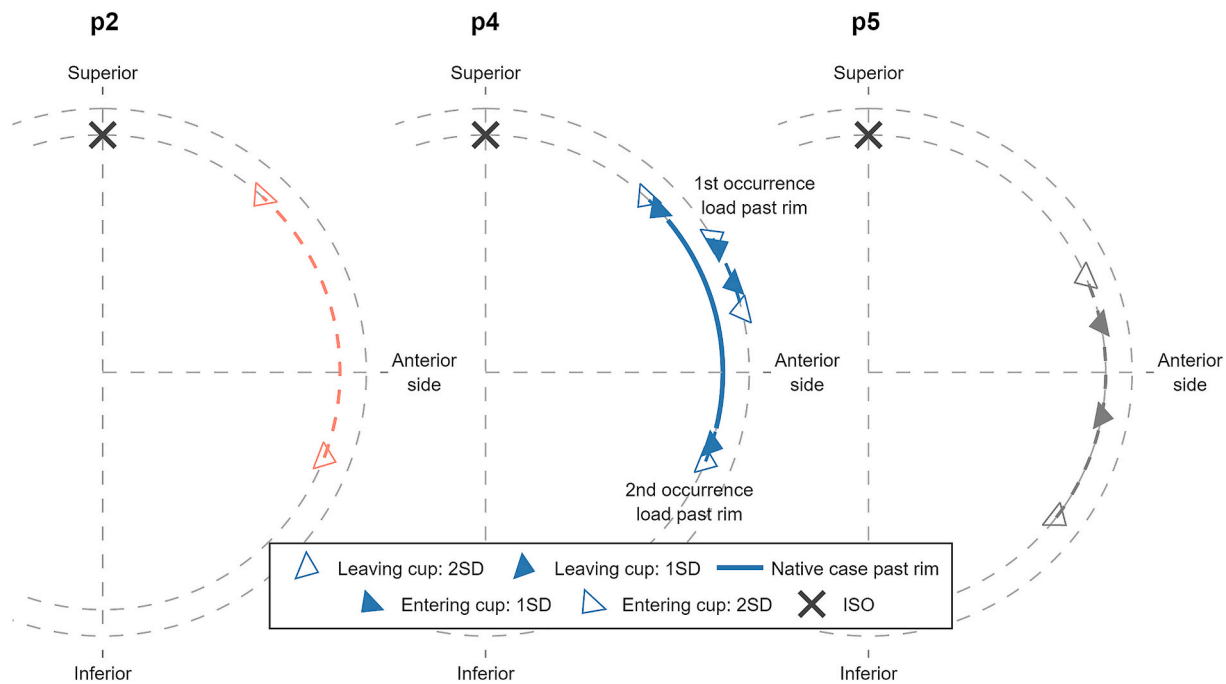 p2
p4
p5
Superior
Superior
Superior
1st occurrence
load past rim
Anterior
side
Anterior
side
Anterior
side
2nd occurrence
load past rim
Leaving cup: 2SD
Leaving cup: 1SD
Native case past rim
Entering cup: 1SD
Entering cup: 2SD
ISO
Inferior
Inferior
Inferior